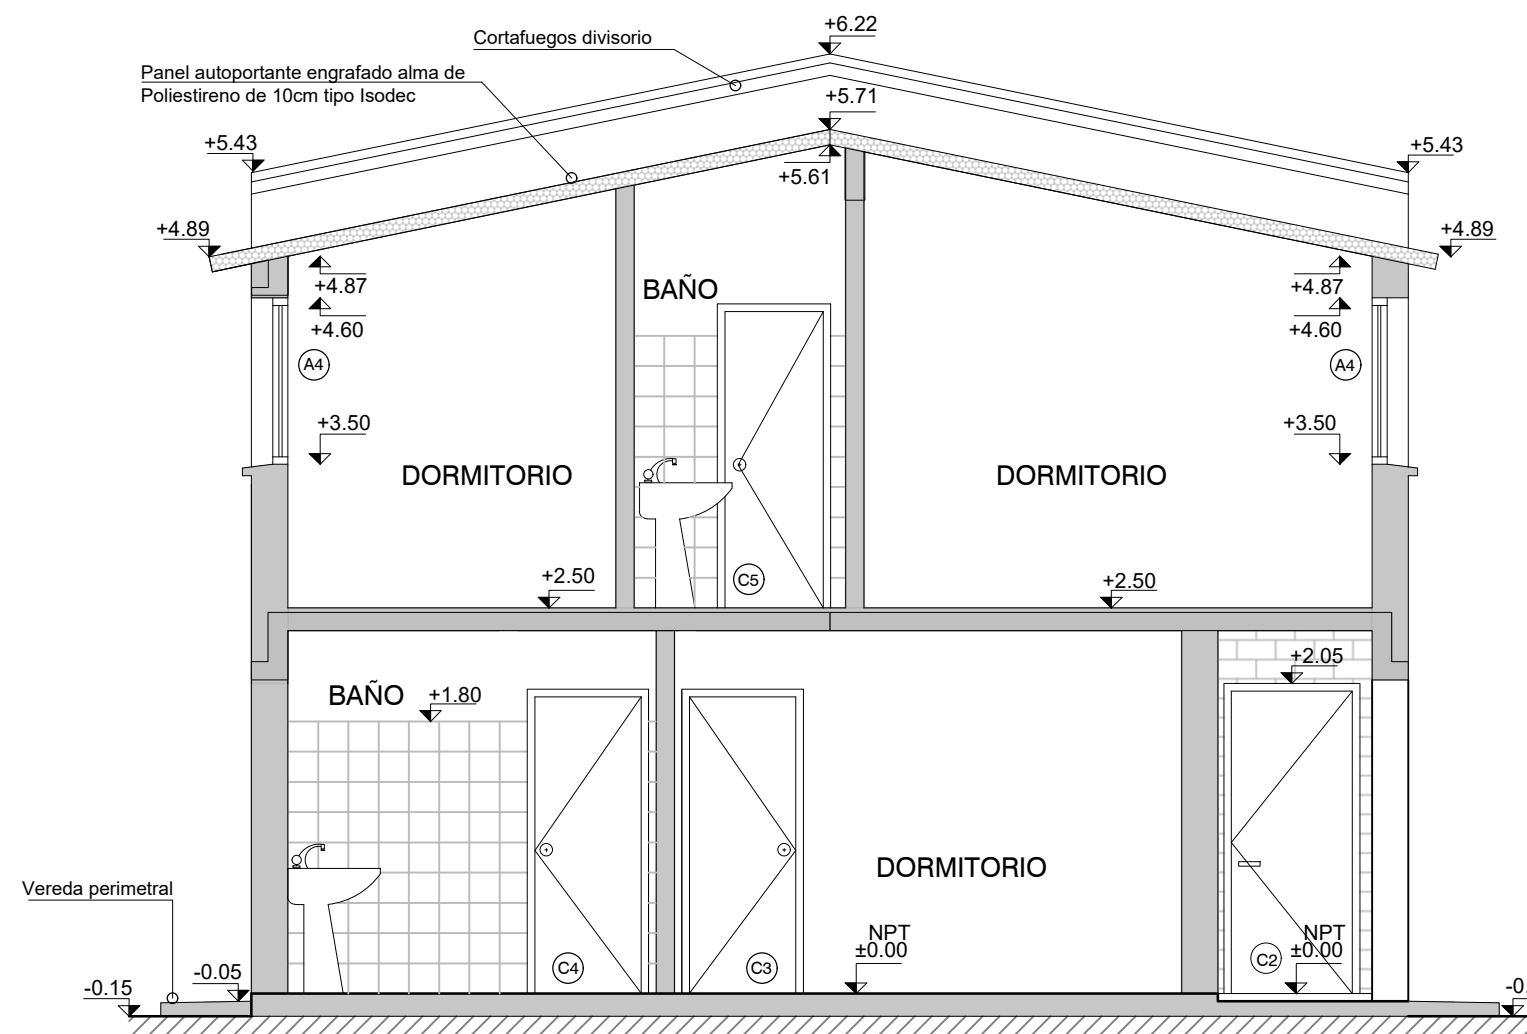 +6.22
Cortafuegos divisorio
Panel autoportante engrafado alma de
Poliestireno de 10cm tipo Isodec
+5.71
+5.43
+5.43
+5.61
+4.89
+4.89
+4.87
+4.87
BAÑO
+4.60
+4.60
A4
A4
+3.50
+3.50
DORMITORIO
DORMITORIO
+2.50
C5
+2.50
+2.05
BAÑO
+1.80
DORMITORIO
Vereda perimetral
NPT
±0.00
NPT
±0.00
C4
C3
C2
-0.05
-0.15